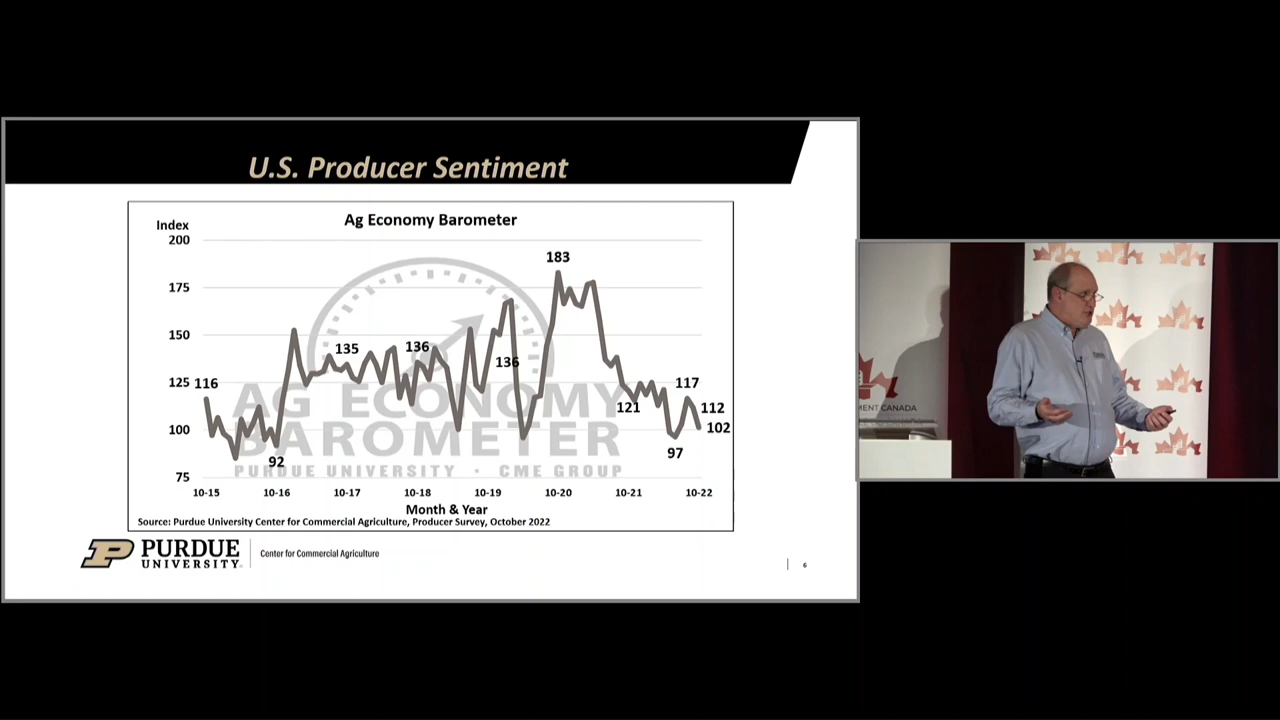 U.S. Producer Sentiment
Ag Economy Barometer
Index
200
183
175
150
135
136
136
125
116
117
121
112
102
100
97
92
75
AG ECONOMY
BAROMETER
PURDUE UNIVERSITY · CME GROUP
10-15 10-16 10-17 10-18 10-19 10-20 10-21 10-22
Month & Year
Source: Purdue University Center for Commercial Agriculture, Producer Survey, October 2022
PURDUE
UNIVERSITY
Center for Commercial Agriculture
6
MENT CANADA